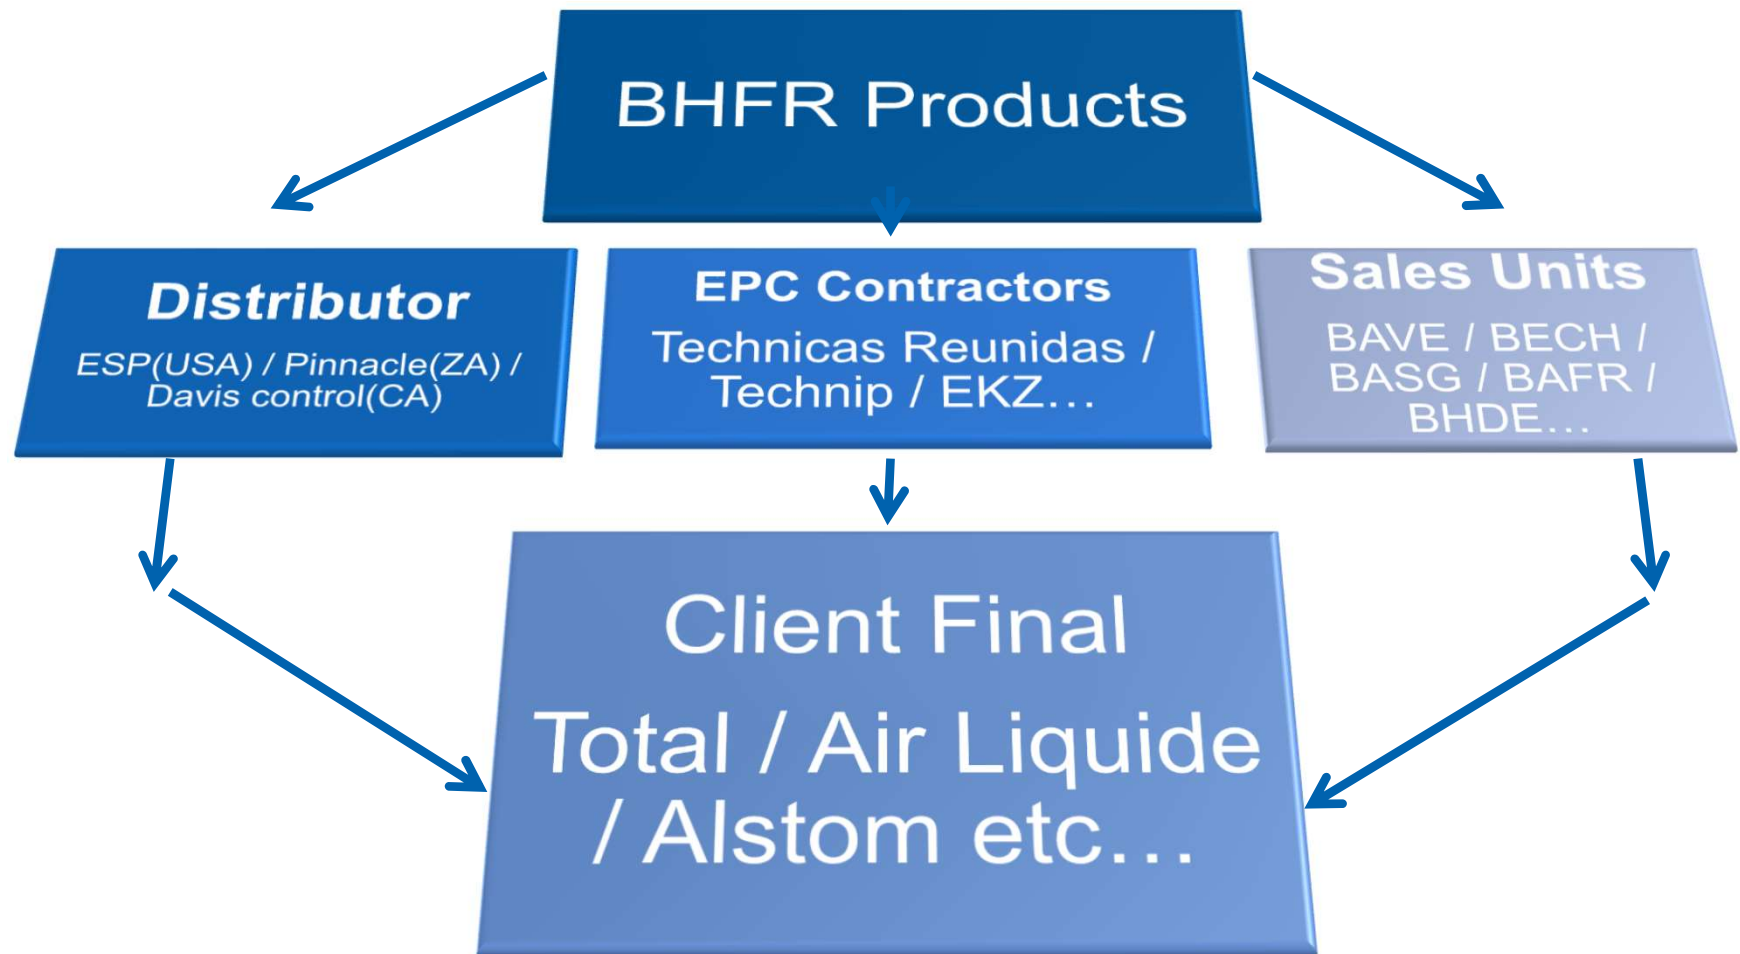 BHFR Products
Distributor
ESP(USA) / Pinnacle(ZA) /
Davis control(CA)
EPC Contractors
Technicas Reunidas /
Technip / EKZ…
Sales Units
BAVE / BECH /
BASG / BAFR /
BHDE…
Client Final
Total / Air Liquide
/ Alstom etc…